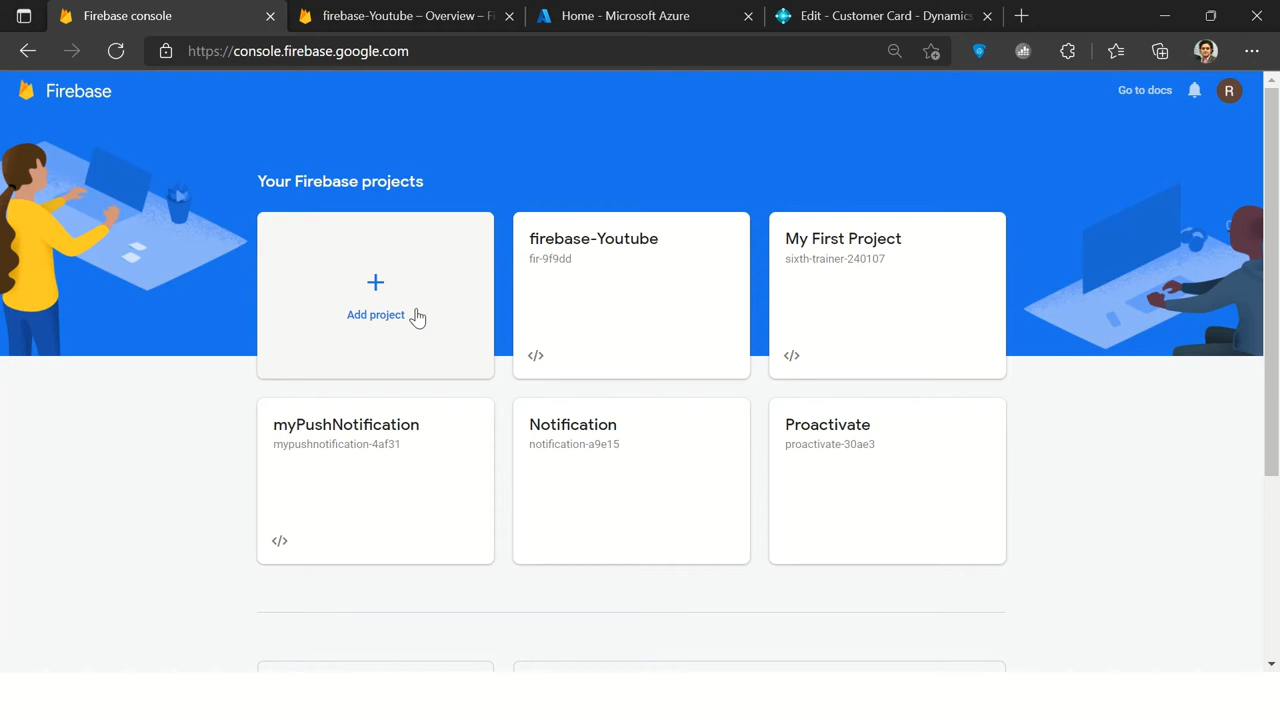 Firebase console
firebase-Youtube – Overview – Fi
Home - Microsoft Azure
Edit - Customer Card - Dynamics
https://console.firebase.google.com
Firebase
Go to docs
R
Your Firebase projects
Add project
firebase-Youtube
fir-9f9dd
My First Project
sixth-trainer-240107
myPushNotification
mypushnotification-4af31
Notification
notification-a9e15
Proactivate
proactivate-30ae3